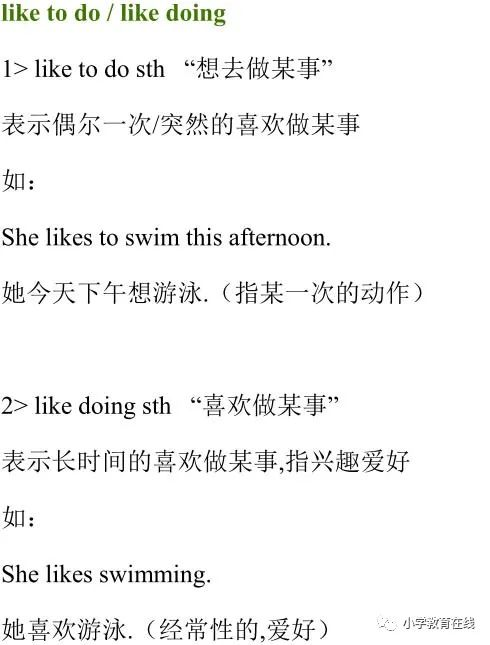 like to do / like doing
1> like to do sth “想去做某事”
表示偶尔一次/突然的喜欢做某事
如：
She likes to swim this afternoon.
她今天下午想游泳.（指某一次的动作）
2> like doing sth “喜欢做某事”
表示长时间的喜欢做某事,指兴趣爱好
如：
She likes swimming.
她喜欢游泳.（经常性的,爱好）
小学教育在线